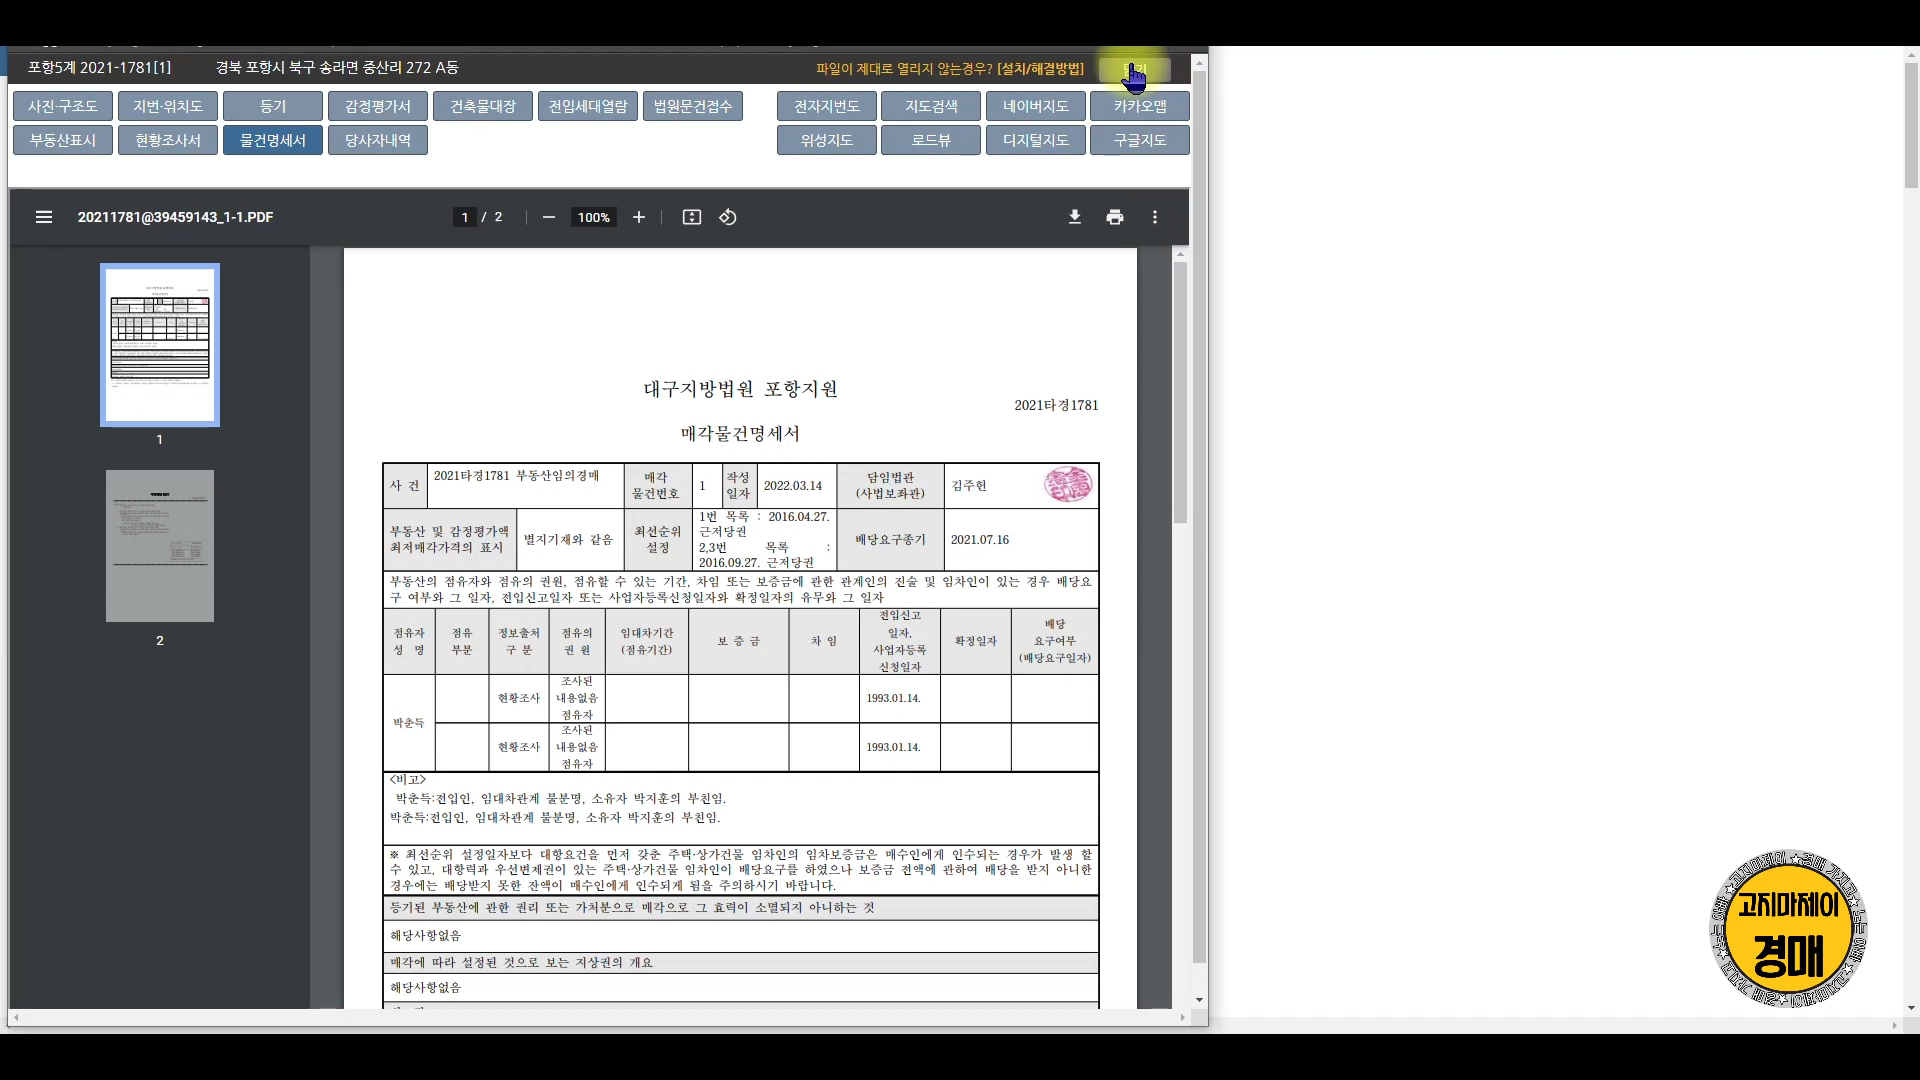 포항5계 2021-1781[1] 경북 포항시 북구 송라면 중산리 272 A동 파일이 제대로 열리지 않는경우? [설치/해결방법]
사진·구조도 지번·위치도 등기 감정평가서 건축물대장 전입세대열람 법원문건접수 전자지번도 지도검색 네이버지도 카카오맵
부동산표시 현황조사서 물건명세서 당사자내역 위성지도 로드뷰 디지털지도 구글지도
20211781@39459143_1-1.PDF 1 / 2 100%
1
2
대구지방법원 포항지원
2021타경1781
매각물건명세서
사 건 2021타경1781 부동산임의경매 매각 물건번호 1 작성 일자 2022.03.14 담임법관 (사법보좌관) 김주헌
부동산 및 감정평가액 최저매각가격의 표시 별지기재와 같음 최선순위 설정 1번 목록 : 2016.04.27. 근저당권 2,3번 목록 : 2016.09.27. 근저당권 배당요구종기 2021.07.16
부동산의 점유자와 점유의 권원, 점유할 수 있는 기간, 차임 또는 보증금에 관한 관계인의 진술 및 임차인이 있는 경우 배당요
구 여부와 그 일자, 전입신고일자 또는 사업자등록신청일자와 확정일자의 유무와 그 일자
점유자 성 명 점유 부분 정보출처 구 분 점유의 권 원 임대차기간 (점유기간) 보 증 금 차 임 전입신고 일자, 사업자등록 신청일자 확정일자 배당 요구여부 (배당요구일자)
박춘득 현황조사 조사된 내용없음 점유자 1993.01.14.
현황조사 조사된 내용없음 점유자 1993.01.14.
<비고>
박춘득:전입인, 임대차관계 불분명, 소유자 박지훈의 부친임.
박춘득:전입인, 임대차관계 불분명, 소유자 박지훈의 부친임.
※ 최선순위 설정일자보다 대항요건을 먼저 갖춘 주택·상가건물 임차인의 임차보증금은 매수인에게 인수되는 경우가 발생 할
수 있고, 대항력과 우선변제권이 있는 주택·상가건물 임차인이 배당요구를 하였으나 보증금 전액에 관하여 배당을 받지 아니한
경우에는 배당받지 못한 잔액이 매수인에게 인수되게 됨을 주의하시기 바랍니다.
등기된 부동산에 관한 권리 또는 가처분으로 매각으로 그 효력이 소멸되지 아니하는 것
해당사항없음
매각에 따라 설정된 것으로 보는 지상권의 개요
해당사항없음
고지마제이
경매